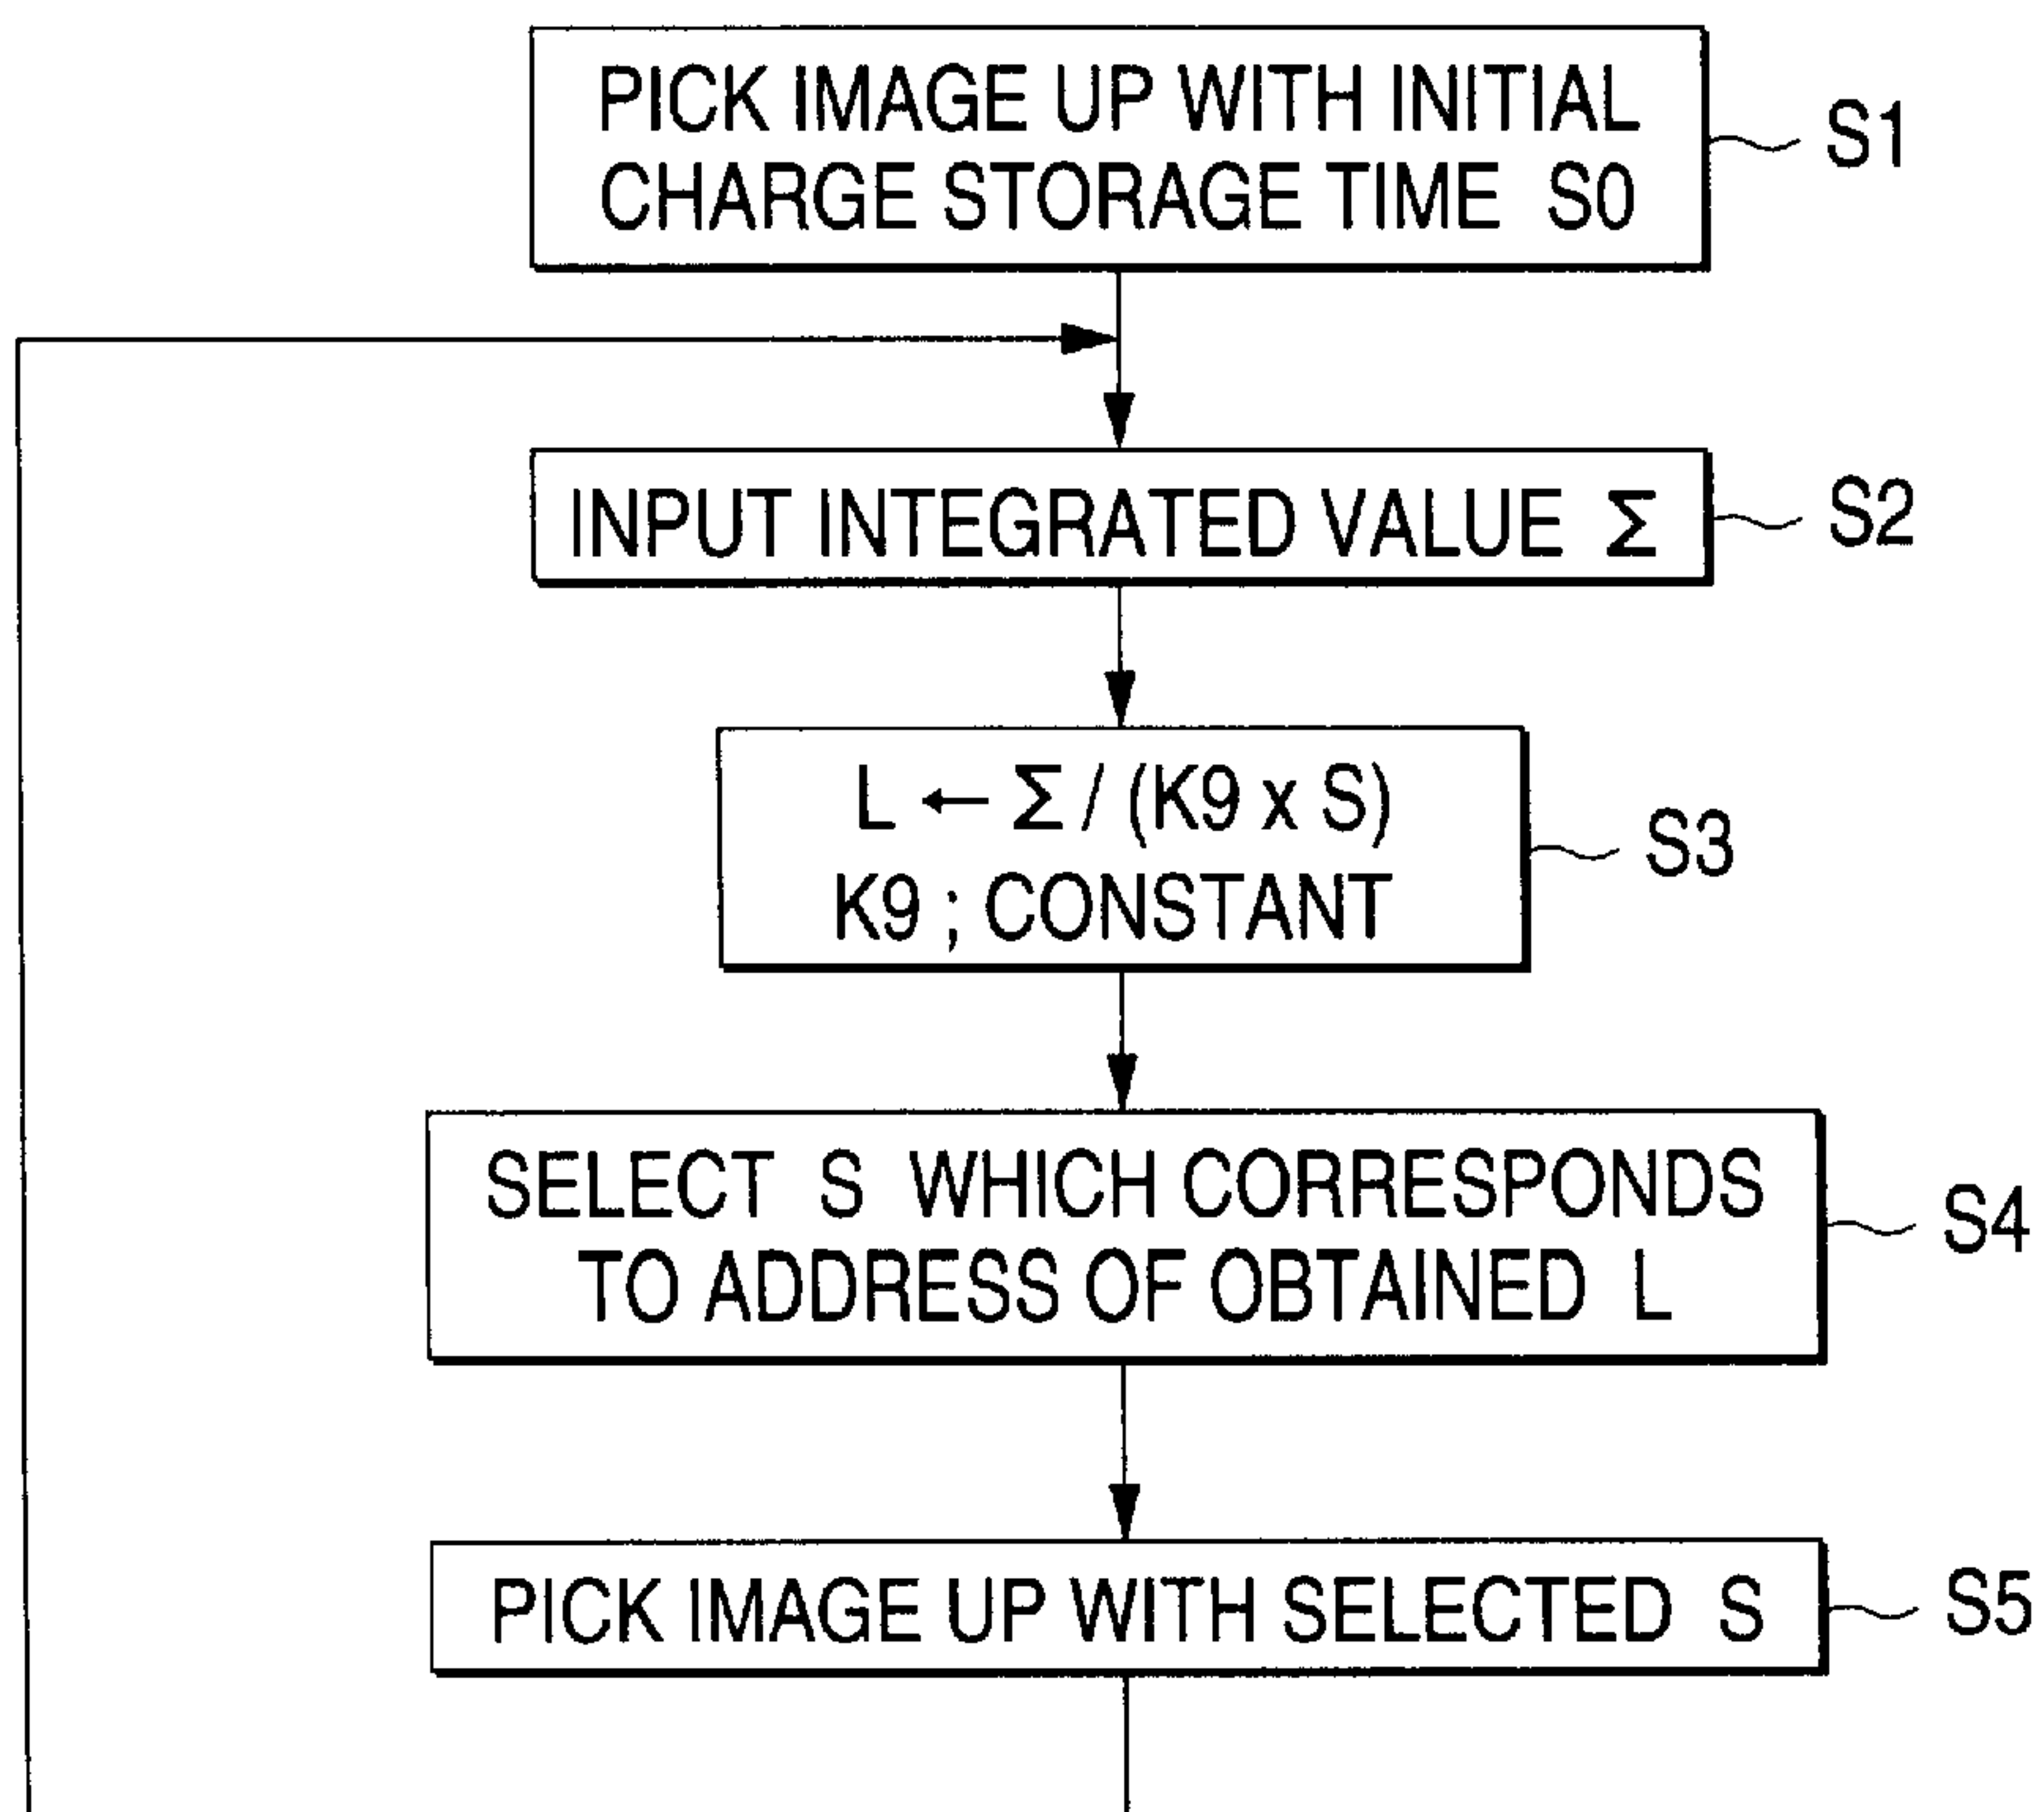 PICK IMAGE UP WITH INITIAL
CHARGE STORAGE TIME S0
S1
INPUT INTEGRATED VALUE Σ
S2
L ← Σ / (K9 x S)
K9 ; CONSTANT
S3
SELECT S WHICH CORRESPONDS
TO ADDRESS OF OBTAINED L
S4
PICK IMAGE UP WITH SELECTED S
S5